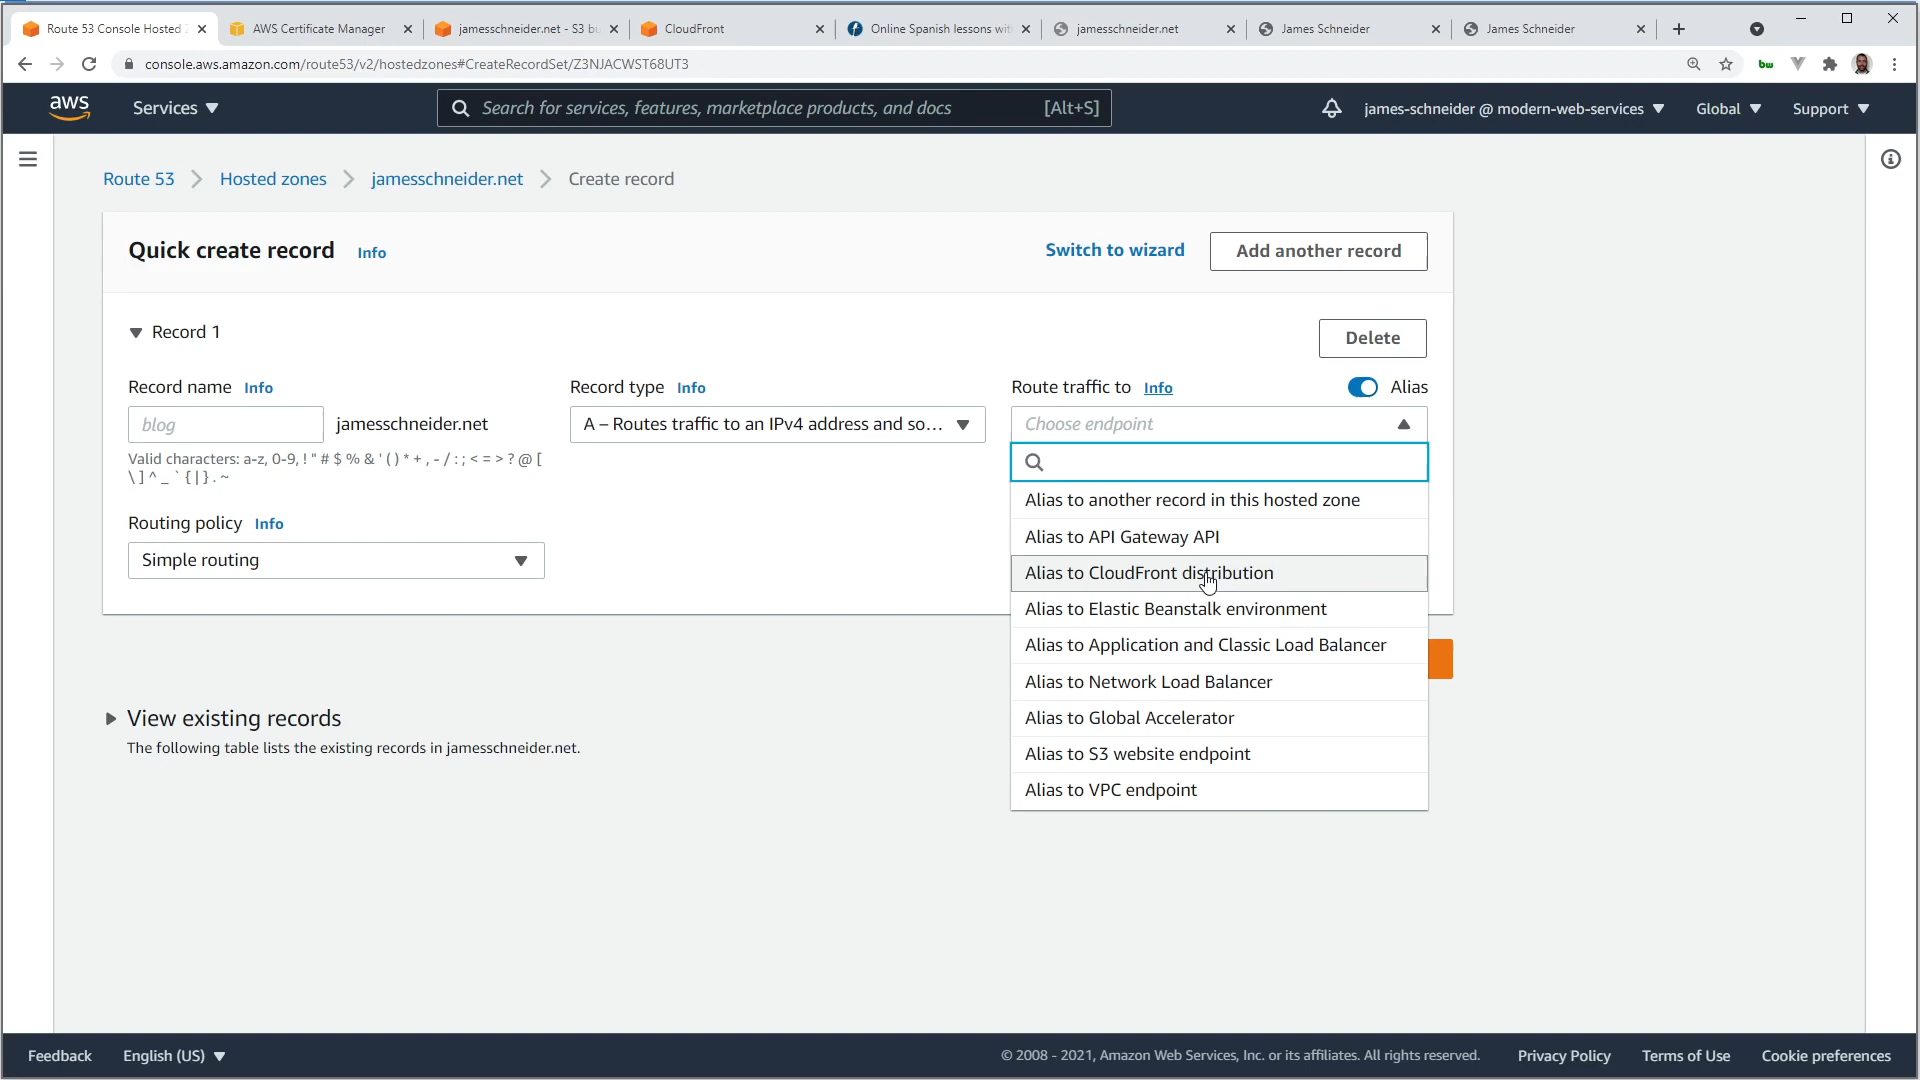 Route 53 Console Hosted Z
AWS Certificate Manager
jamesschneider.net - S3 bu
CloudFront
Online Spanish lessons wit
jamesschneider.net
James Schneider
James Schneider
console.aws.amazon.com/route53/v2/hostedzones#CreateRecordSet/Z3NJACWST68UT3
bw
aws
Services
Search for services, features, marketplace products, and docs
[Alt+S]
james-schneider @ modern-web-services
Global
Support
Route 53
Hosted zones
jamesschneider.net
Create record
Quick create record
Info
Switch to wizard
Add another record
Record 1
Delete
Record name
Info
Record type
Info
Route traffic to
Info
Alias
blog
jamesschneider.net
A – Routes traffic to an IPv4 address and so...
Choose endpoint
Valid characters: a-z, 0-9, ! " # $ % & ' ( ) * + , - / : ; < = > ? @ [
\ ] ^ _ ` { | } . ~
Routing policy
Info
Simple routing
Alias to another record in this hosted zone
Alias to API Gateway API
Alias to CloudFront distribution
Alias to Elastic Beanstalk environment
Alias to Application and Classic Load Balancer
Alias to Network Load Balancer
Alias to Global Accelerator
Alias to S3 website endpoint
Alias to VPC endpoint
View existing records
The following table lists the existing records in jamesschneider.net.
Feedback
English (US)
© 2008 - 2021, Amazon Web Services, Inc. or its affiliates. All rights reserved.
Privacy Policy
Terms of Use
Cookie preferences